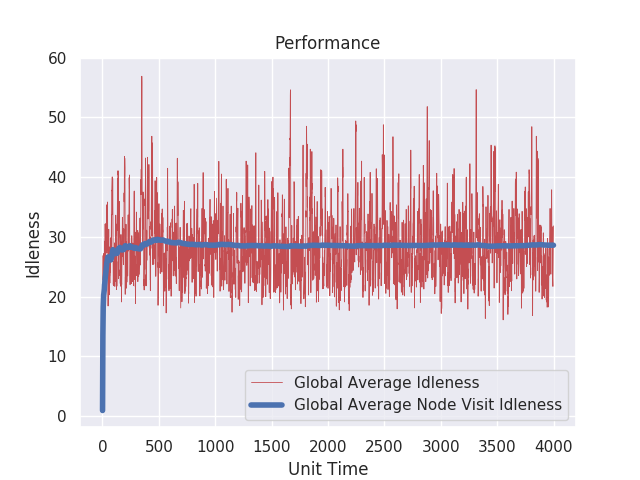 Performance
Idleness
60
50
40
30
20
10
0
Global Average Idleness
Global Average Node Visit Idleness
0 500 1000 1500 2000 2500 3000 3500 4000
Unit Time